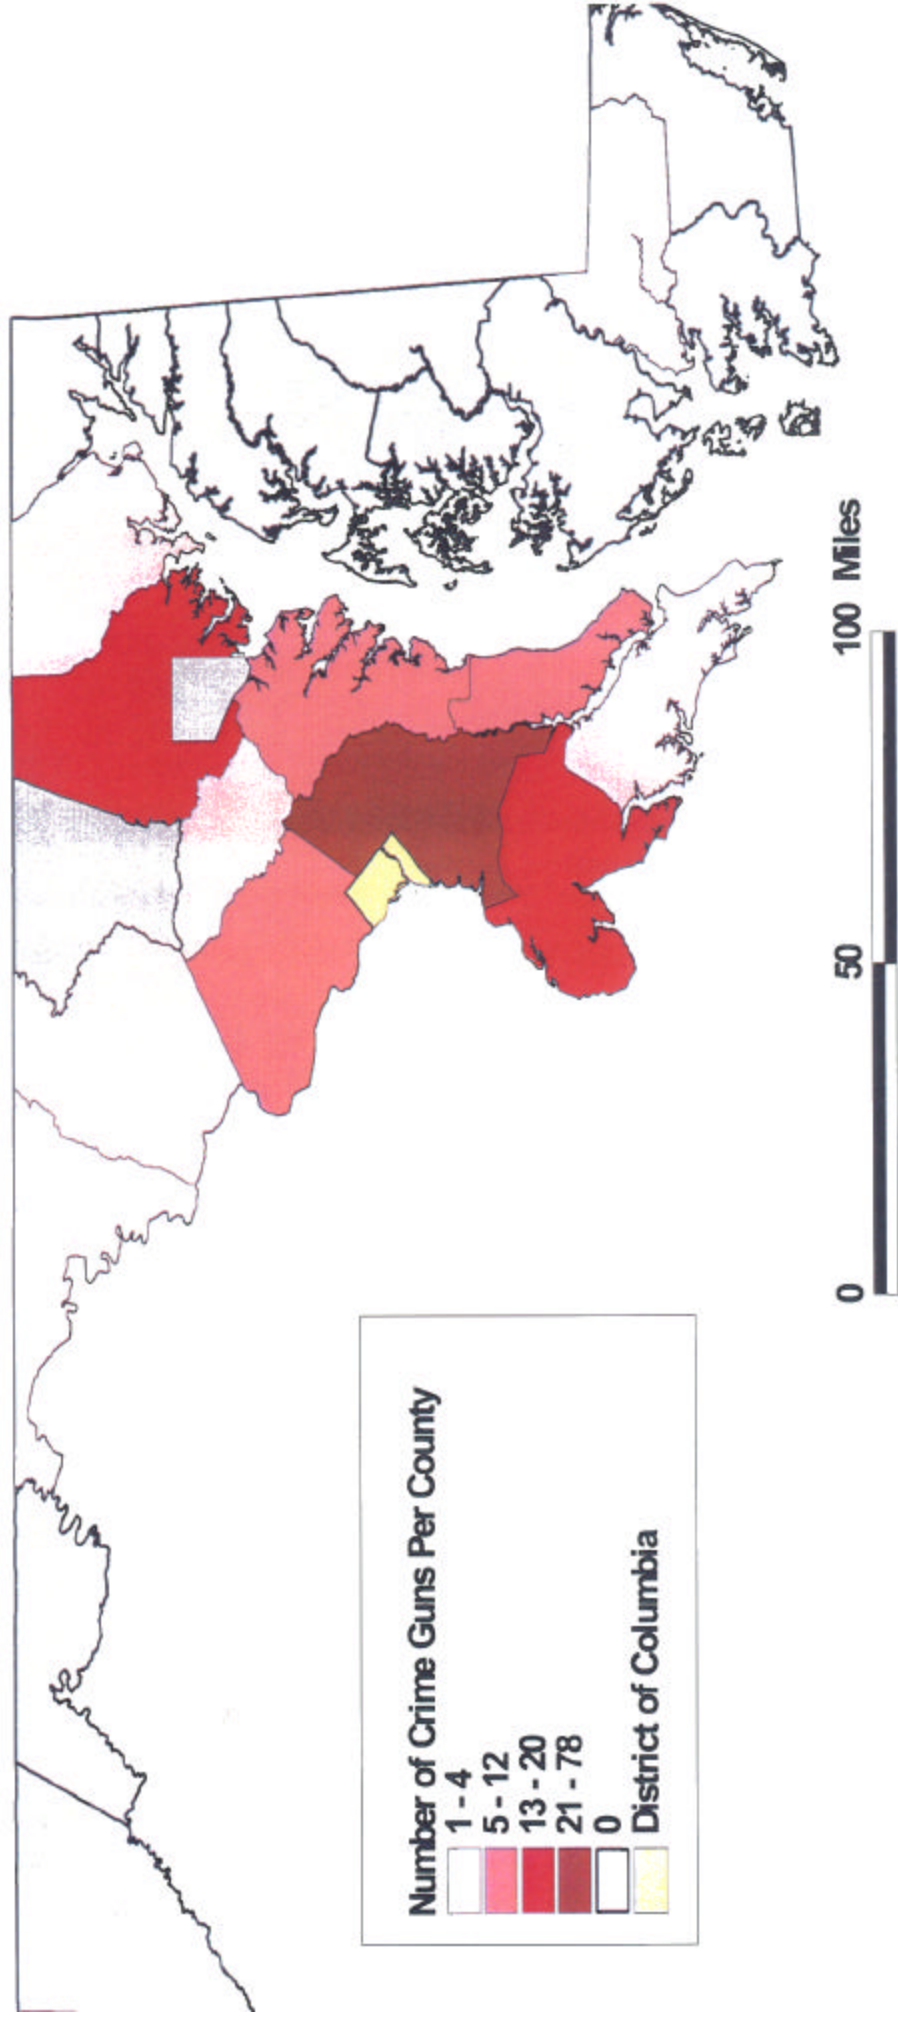 Number of Crime Guns Per County
1 - 4
5 - 12
13 - 20
21 - 78
0
District of Columbia
0 50 100 Miles